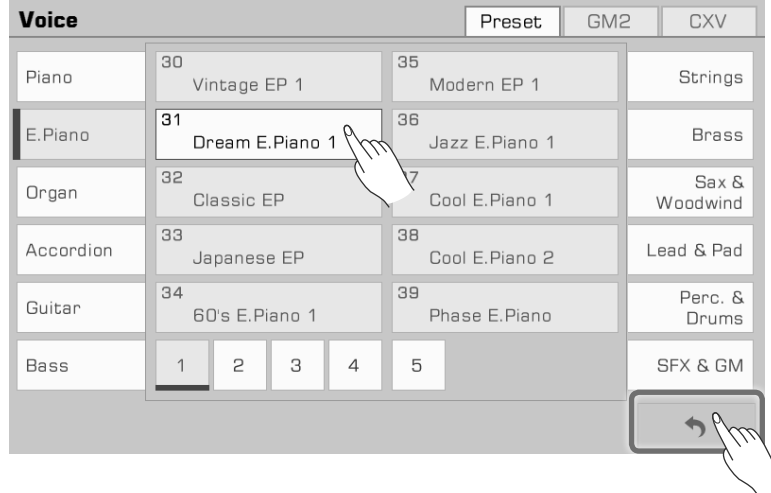 Voice
Preset
GM2
CXV
Piano
E.Piano
Organ
Accordion
Guitar
Bass
30
Vintage EP 1
31
Dream E.Piano 1
32
Classic EP
33
Japanese EP
34
60's E.Piano 1
35
Modern EP 1
36
Jazz E.Piano 1
37
Cool E.Piano 1
38
Cool E.Piano 2
39
Phase E.Piano
1
2
3
4
5
Strings
Brass
Sax &
Woodwind
Lead & Pad
Perc. &
Drums
SFX & GM